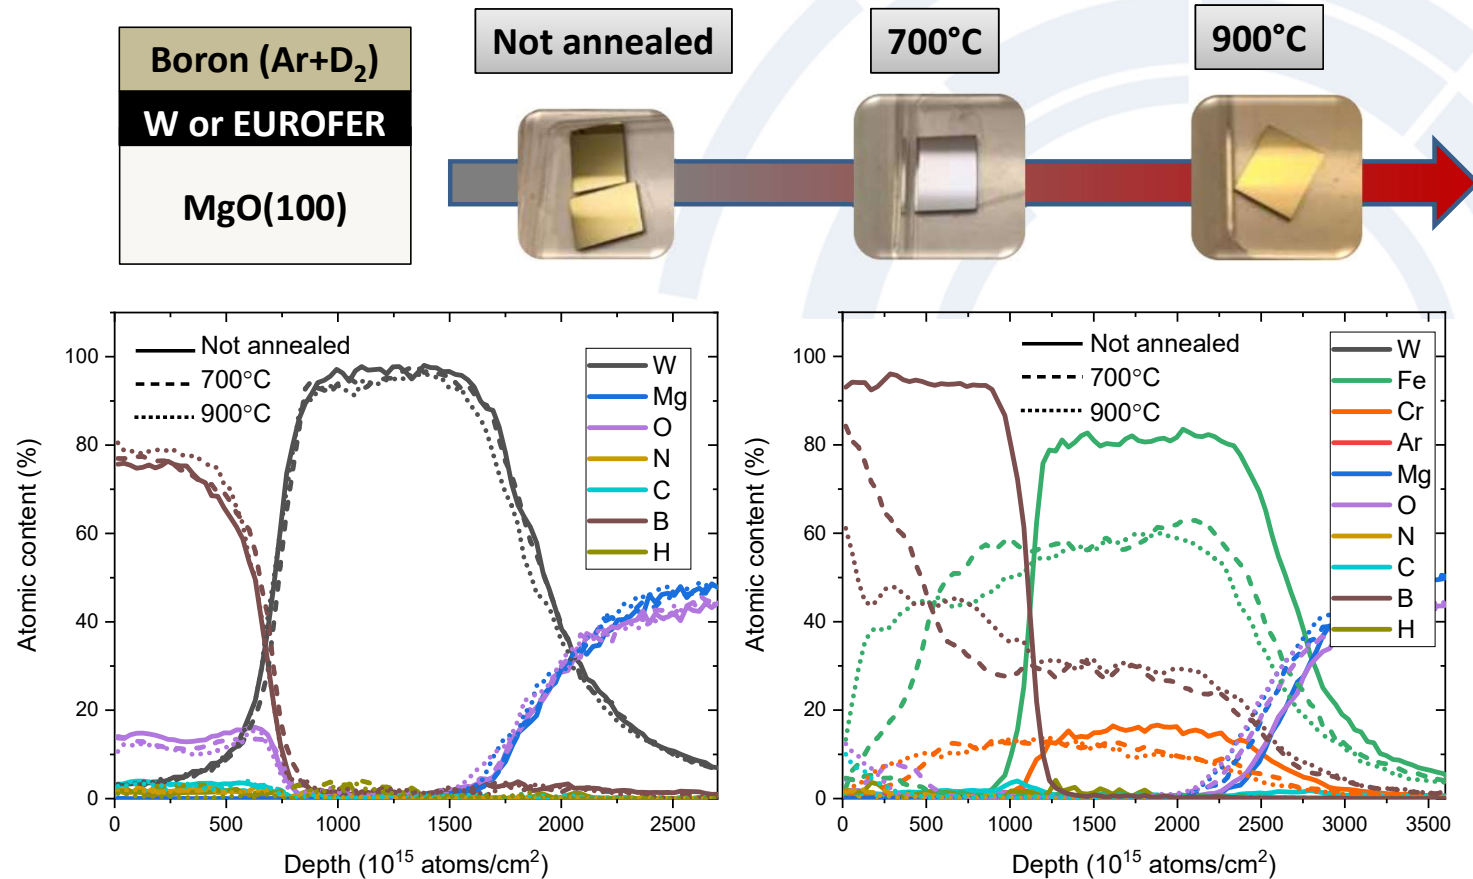 Boron (Ar+D2)
W or EUROFER
MgO(100)
Not annealed
700°C
900°C
Not annealed
700°C
900°C
W
Mg
O
N
C
B
H
100
80
60
40
20
0
Atomic content (%)
0
500
1000
1500
2000
2500
Depth (10^15 atoms/cm^2)
Not annealed
700°C
900°C
W
Fe
Cr
Ar
Mg
O
N
C
B
H
100
80
60
40
20
0
Atomic content (%)
0
500
1000
1500
2000
2500
3000
3500
Depth (10^15 atoms/cm^2)